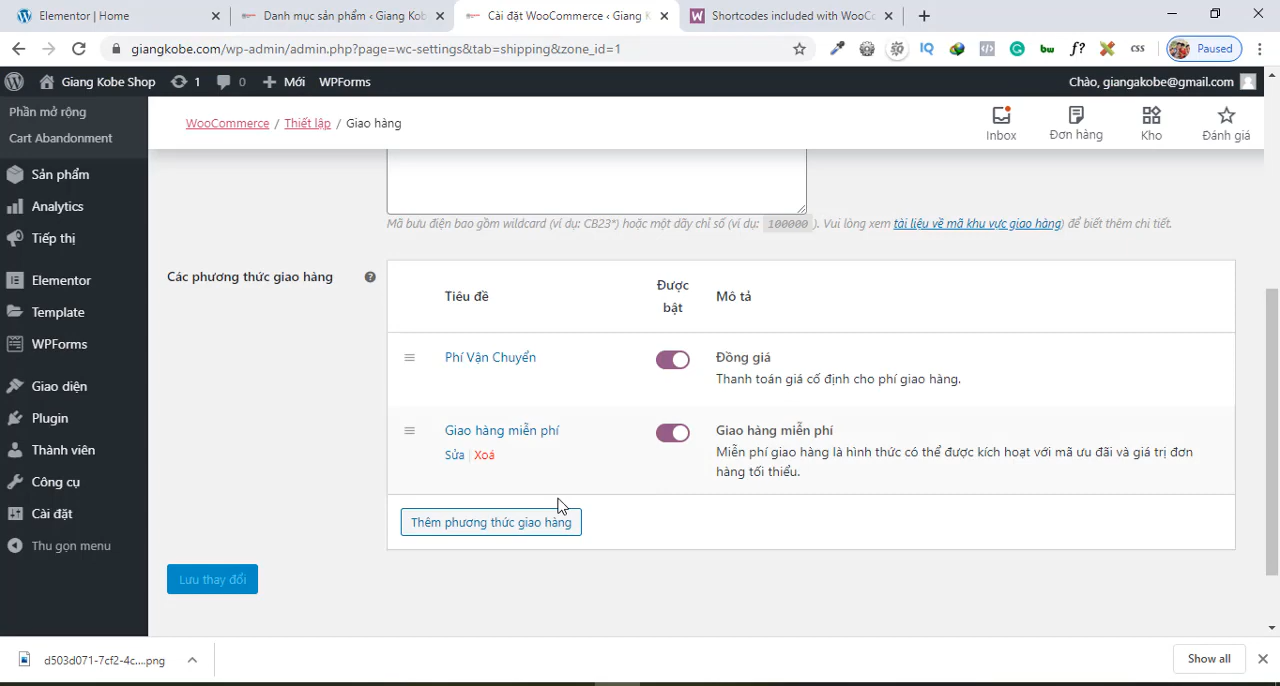 Elementor | Home
Danh mục sản phẩm ‹ Giang Kob
Cài đặt WooCommerce ‹ Giang K
Shortcodes included with WooCo
giangkobe.com/wp-admin/admin.php?page=wc-settings&tab=shipping&zone_id=1
IQ
bw
f?
css
Paused
Giang Kobe Shop
1
0
Mới
WPForms
Chào, giangakobe@gmail.com
Phần mở rộng
Cart Abandonment
Sản phẩm
Analytics
Tiếp thị
Elementor
Template
WPForms
Giao diện
Plugin
Thành viên
Công cụ
Cài đặt
Thu gọn menu
WooCommerce / Thiết lập / Giao hàng
Inbox
Đơn hàng
Kho
Đánh giá
Mã bưu điện bao gồm wildcard (ví dụ: CB23*) hoặc một dãy chỉ số (ví dụ: 100000 ). Vui lòng xem tài liệu về mã khu vực giao hàng) để biết thêm chi tiết.
Các phương thức giao hàng
Tiêu đề
Được
bật
Mô tả
Phí Vận Chuyển
Đồng giá
Thanh toán giá cố định cho phí giao hàng.
Giao hàng miễn phí
Sửa | Xoá
Giao hàng miễn phí
Miễn phí giao hàng là hình thức có thể được kích hoạt với mã ưu đãi và giá trị đơn
hàng tối thiểu.
Thêm phương thức giao hàng
Lưu thay đổi
d503d071-7cf2-4c....png
Show all